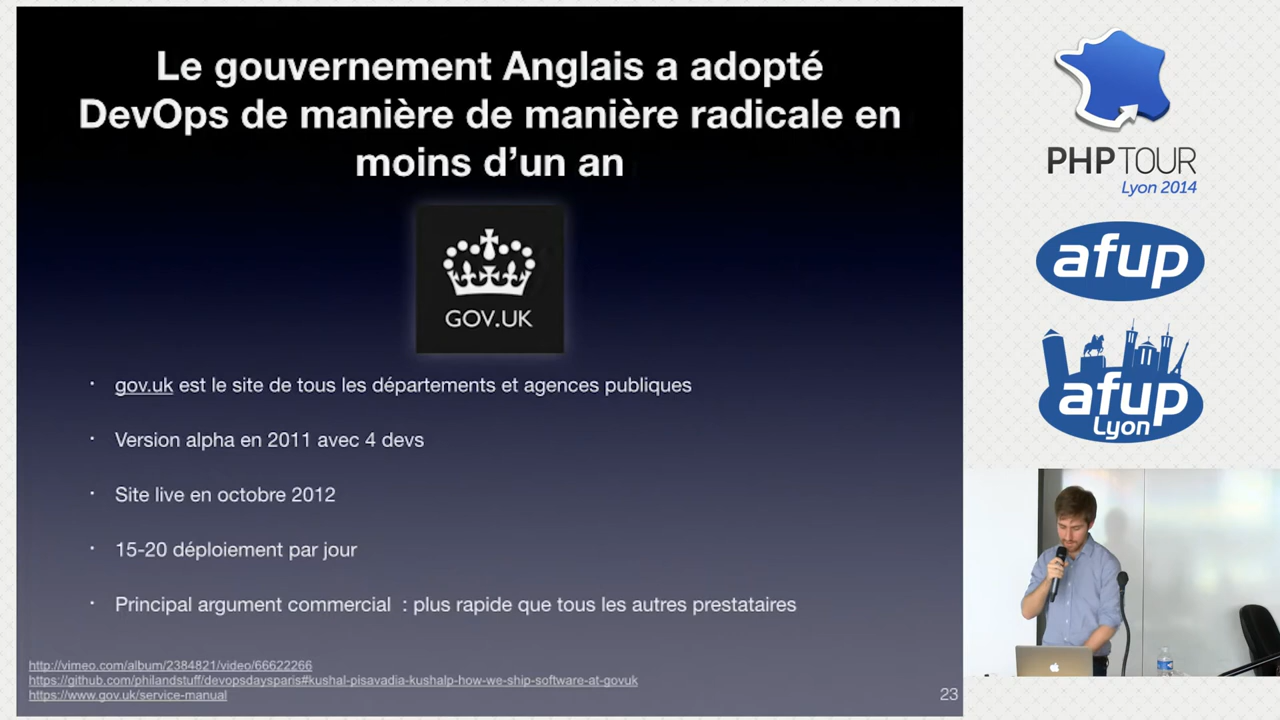 Le gouvernement Anglais a adopté
DevOps de manière de manière radicale en
moins d’un an
GOV.UK
· gov.uk est le site de tous les départements et agences publiques
· Version alpha en 2011 avec 4 devs
· Site live en octobre 2012
· 15-20 déploiement par jour
· Principal argument commercial : plus rapide que tous les autres prestataires
http://vimeo.com/album/2384821/video/66622266
https://github.com/philandstuff/devopsdaysparis#kushal-pisavadia-kushalp-how-we-ship-software-at-govuk
https://www.gov.uk/service-manual
23
PHPTOUR
Lyon 2014
afup
afup
Lyon